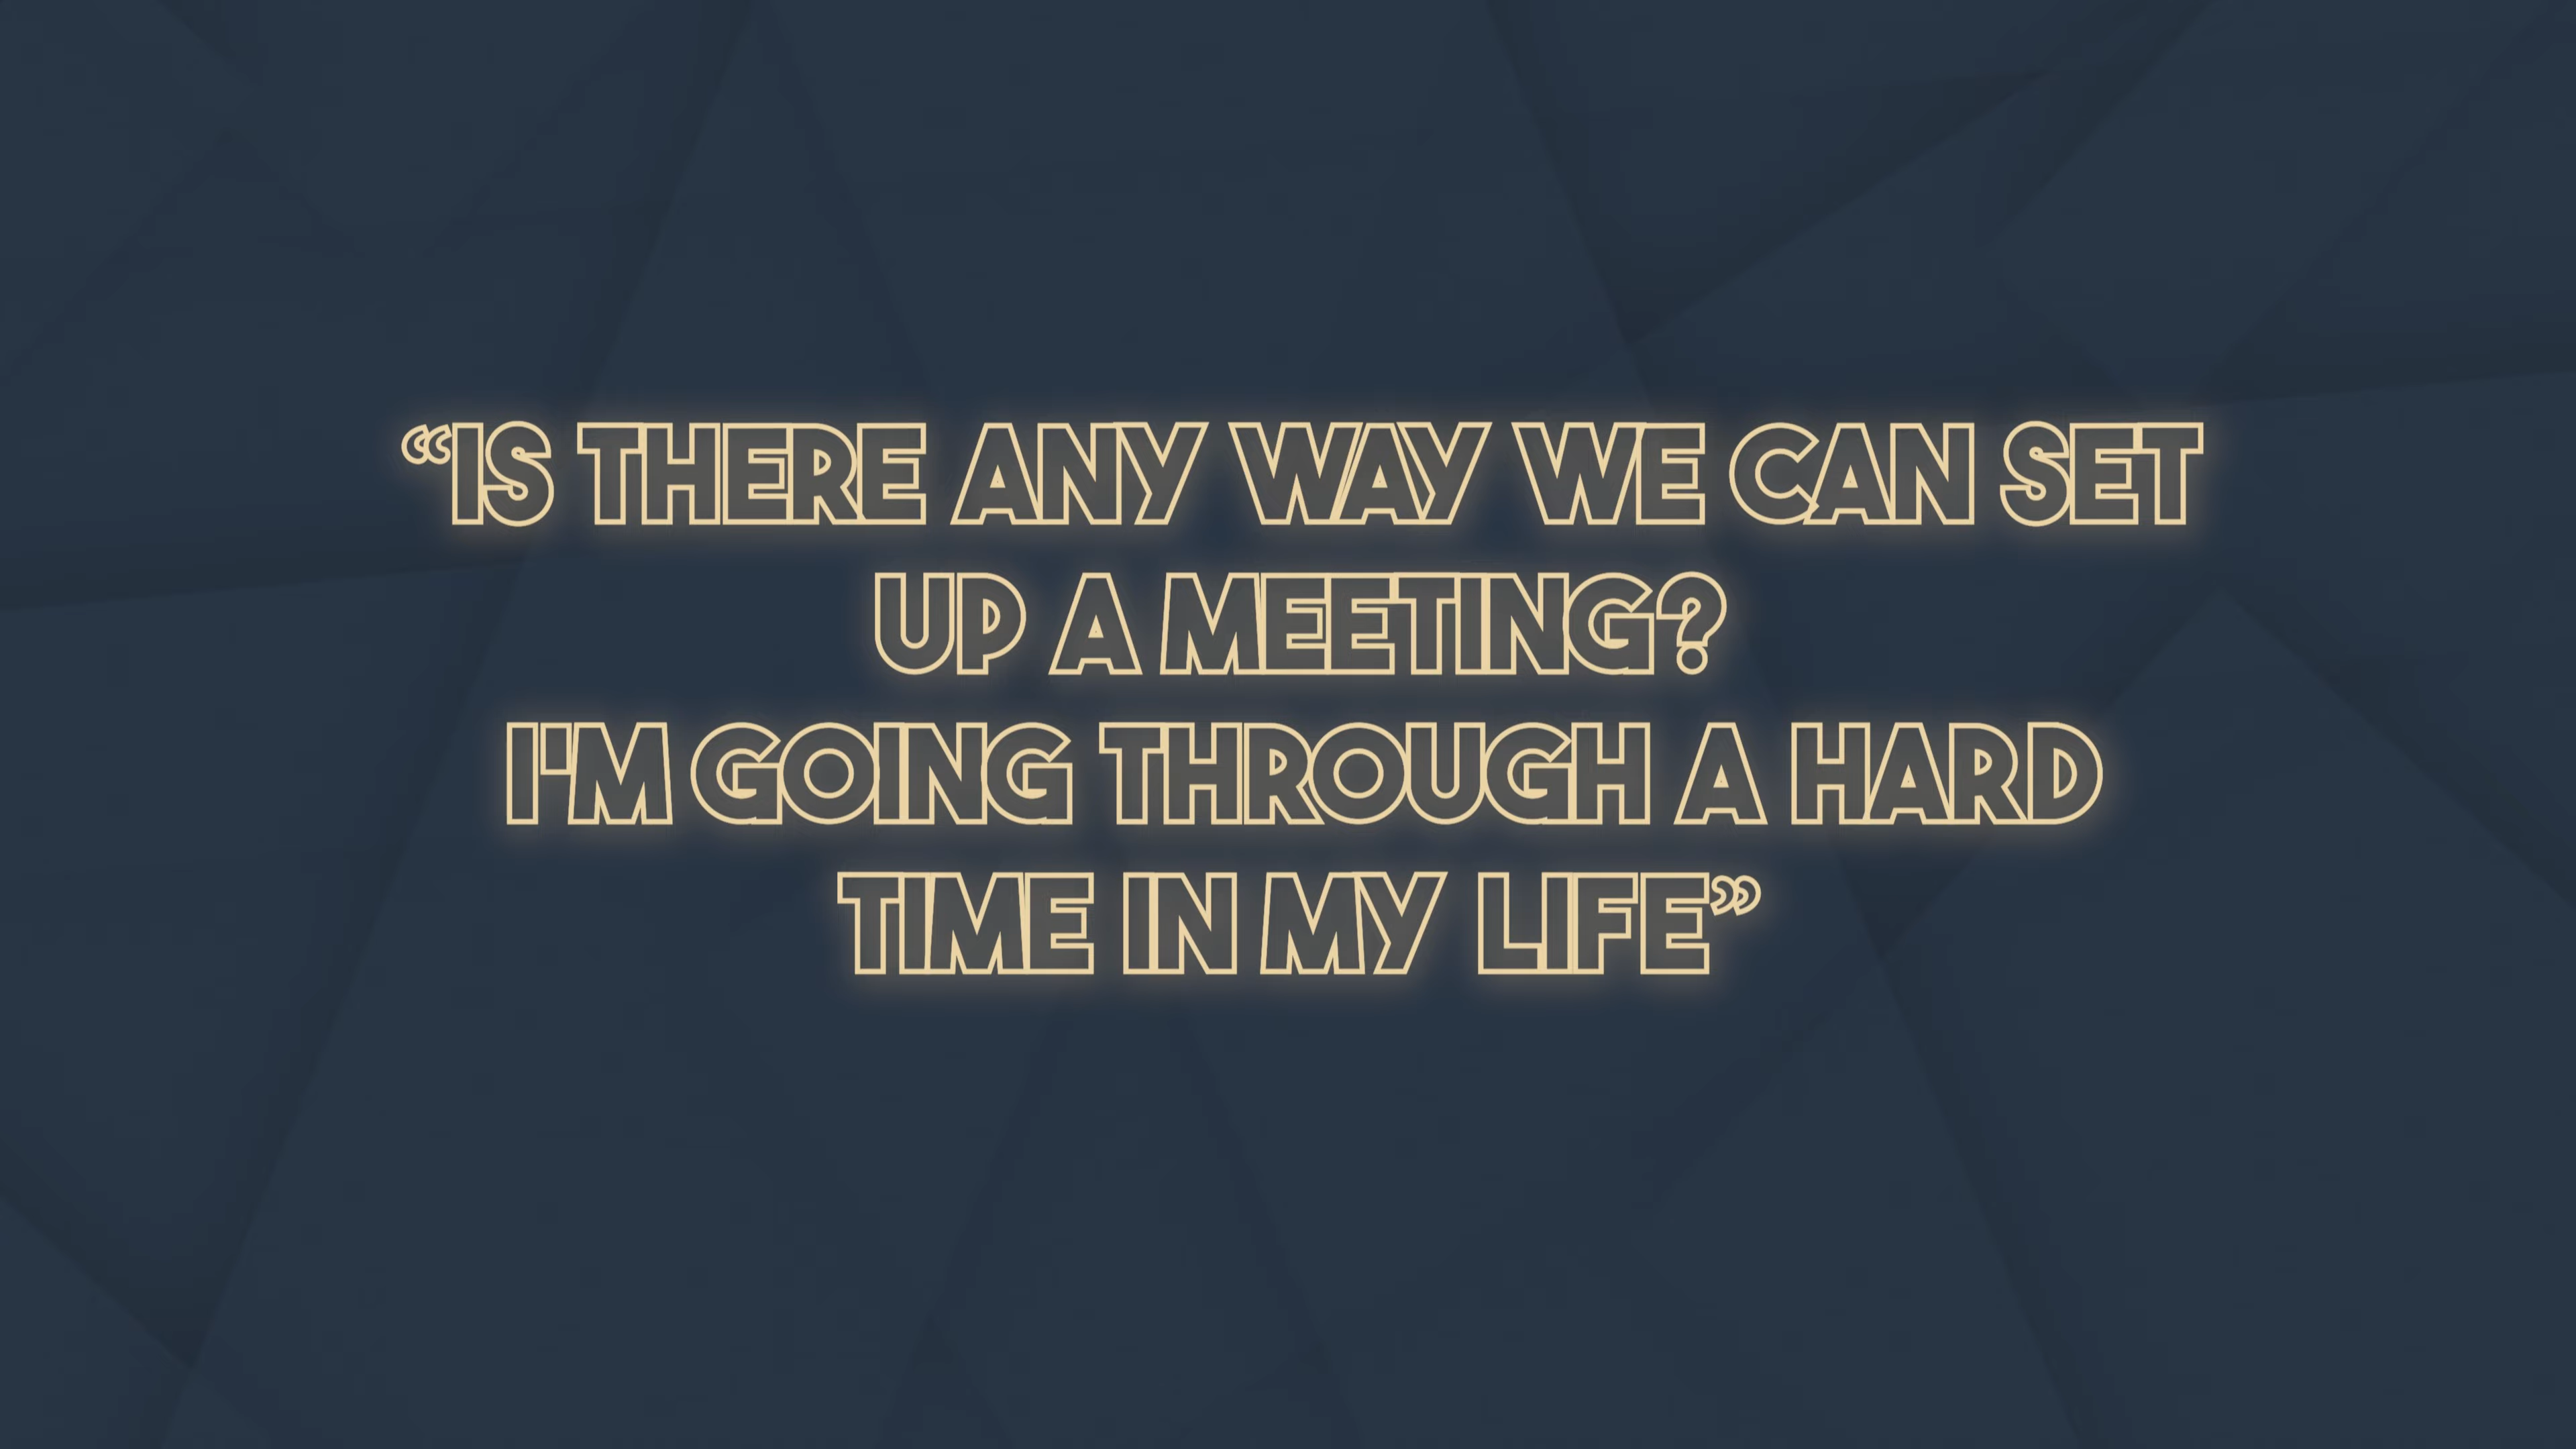 “IS THERE ANY WAY WE CAN SET
UP A MEETING?
I'M GOING THROUGH A HARD
TIME IN MY LIFE”